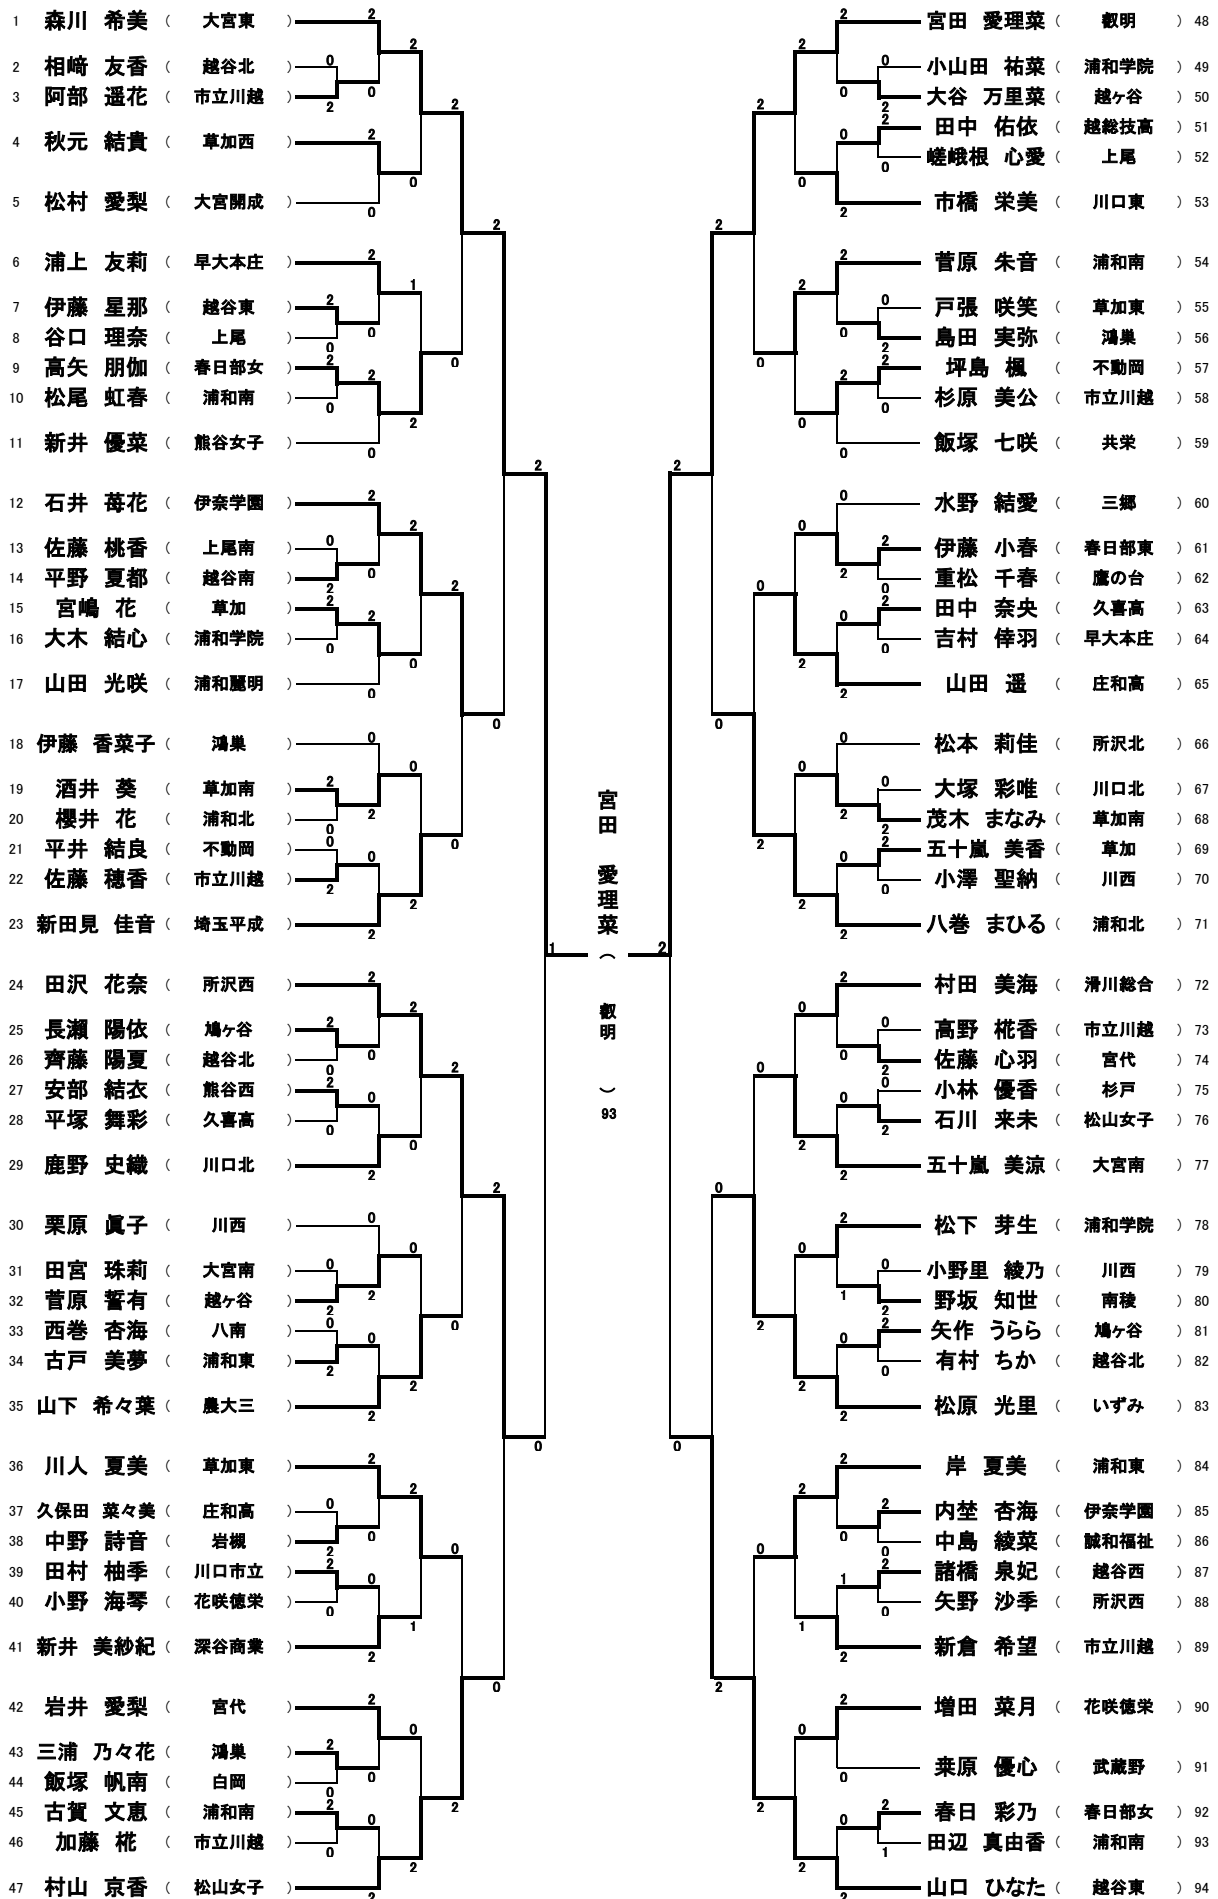 1 森川 希美 ( 大宮東 )
2 相﨑 友香 ( 越谷北 )
3 阿部 遥花 ( 市立川越 )
4 秋元 結貴 ( 草加西 )
5 松村 愛梨 ( 大宮開成 )
6 浦上 友莉 ( 早大本庄 )
7 伊藤 星那 ( 越谷東 )
8 谷口 理奈 ( 上尾 )
9 高矢 朋伽 ( 春日部女 )
10 松尾 虹春 ( 浦和南 )
11 新井 優菜 ( 熊谷女子 )
12 石井 苺花 ( 伊奈学園 )
13 佐藤 桃香 ( 上尾南 )
14 平野 夏都 ( 越谷南 )
15 宮嶋 花 ( 草加 )
16 大木 結心 ( 浦和学院 )
17 山田 光咲 ( 浦和麗明 )
18 伊藤 香菜子 ( 鴻巣 )
19 酒井 葵 ( 草加南 )
20 櫻井 花 ( 浦和北 )
21 平井 結良 ( 不動岡 )
22 佐藤 穂香 ( 市立川越 )
23 新田見 佳音 ( 埼玉平成 )
24 田沢 花奈 ( 所沢西 )
25 長瀬 陽依 ( 鳩ヶ谷 )
26 齊藤 陽夏 ( 越谷北 )
27 安部 結衣 ( 熊谷西 )
28 平塚 舞彩 ( 久喜高 )
29 鹿野 史織 ( 川口北 )
30 栗原 眞子 ( 川西 )
31 田宮 珠莉 ( 大宮南 )
32 菅原 誓有 ( 越ヶ谷 )
33 西巻 杏海 ( 八南 )
34 古戸 美夢 ( 浦和東 )
35 山下 希々葉 ( 農大三 )
36 川人 夏美 ( 草加東 )
37 久保田 菜々美 ( 庄和高 )
38 中野 詩音 ( 岩槻 )
39 田村 柚季 ( 川口市立 )
40 小野 海琴 ( 花咲徳栄 )
41 新井 美紗紀 ( 深谷商業 )
42 岩井 愛梨 ( 宮代 )
43 三浦 乃々花 ( 鴻巣 )
44 飯塚 帆南 ( 白岡 )
45 古賀 文恵 ( 浦和南 )
46 加藤 椛 ( 市立川越 )
47 村山 京香 ( 松山女子 )
宮田 愛理菜 ( 叡明 ) 93
宮田 愛理菜 ( 叡明 ) 48
小山田 祐菜 ( 浦和学院 ) 49
大谷 万里菜 ( 越ヶ谷 ) 50
田中 佑依 ( 越総技高 ) 51
嵯峨根 心愛 ( 上尾 ) 52
市橋 栄美 ( 川口東 ) 53
菅原 朱音 ( 浦和南 ) 54
戸張 咲笑 ( 草加東 ) 55
島田 実弥 ( 鴻巣 ) 56
坪島 楓 ( 不動岡 ) 57
杉原 美公 ( 市立川越 ) 58
飯塚 七咲 ( 共栄 ) 59
水野 結愛 ( 三郷 ) 60
伊藤 小春 ( 春日部東 ) 61
重松 千春 ( 鷹の台 ) 62
田中 奈央 ( 久喜高 ) 63
吉村 倖羽 ( 早大本庄 ) 64
山田 遥 ( 庄和高 ) 65
松本 莉佳 ( 所沢北 ) 66
大塚 彩唯 ( 川口北 ) 67
茂木 まなみ ( 草加南 ) 68
五十嵐 美香 ( 草加 ) 69
小澤 聖納 ( 川西 ) 70
八巻 まひる ( 浦和北 ) 71
村田 美海 ( 滑川総合 ) 72
高野 椛香 ( 市立川越 ) 73
佐藤 心羽 ( 宮代 ) 74
小林 優香 ( 杉戸 ) 75
石川 来未 ( 松山女子 ) 76
五十嵐 美涼 ( 大宮南 ) 77
松下 芽生 ( 浦和学院 ) 78
小野里 綾乃 ( 川西 ) 79
野坂 知世 ( 南稜 ) 80
矢作 うらら ( 鳩ヶ谷 ) 81
有村 ちか ( 越谷北 ) 82
松原 光里 ( いずみ ) 83
岸 夏美 ( 浦和東 ) 84
内埜 杏海 ( 伊奈学園 ) 85
中島 綾菜 ( 誠和福祉 ) 86
諸橋 泉妃 ( 越谷西 ) 87
矢野 沙季 ( 所沢西 ) 88
新倉 希望 ( 市立川越 ) 89
増田 菜月 ( 花咲徳栄 ) 90
桒原 優心 ( 武蔵野 ) 91
春日 彩乃 ( 春日部女 ) 92
田辺 真由香 ( 浦和南 ) 93
山口 ひなた ( 越谷東 ) 94